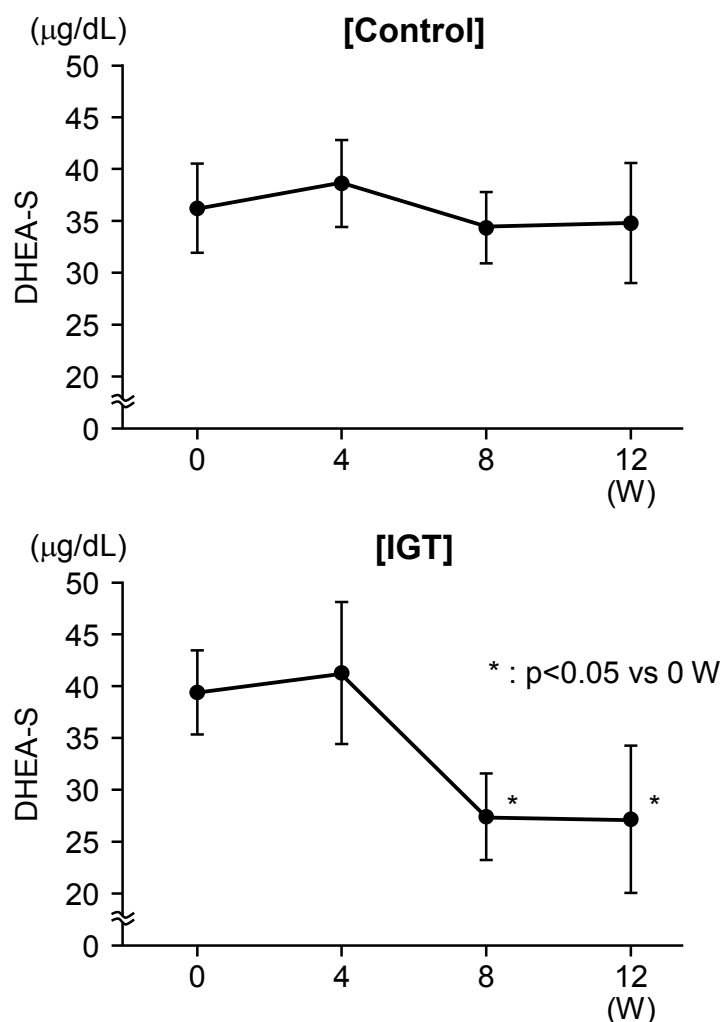 (μg/dL)
[Control]
50
45
40
35
30
25
20
0
DHEA-S
0 4 8 12
(W)
(μg/dL)
[IGT]
50
45
40
35
30
25
20
0
DHEA-S
* : p<0.05 vs 0 W
* *
0 4 8 12
(W)